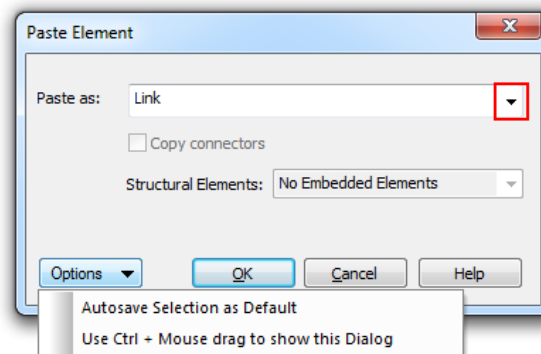 Paste Element
Paste as: Link
Copy connectors
Structural Elements: No Embedded Elements
Options OK Cancel Help
Autosave Selection as Default
Use Ctrl + Mouse drag to show this Dialog